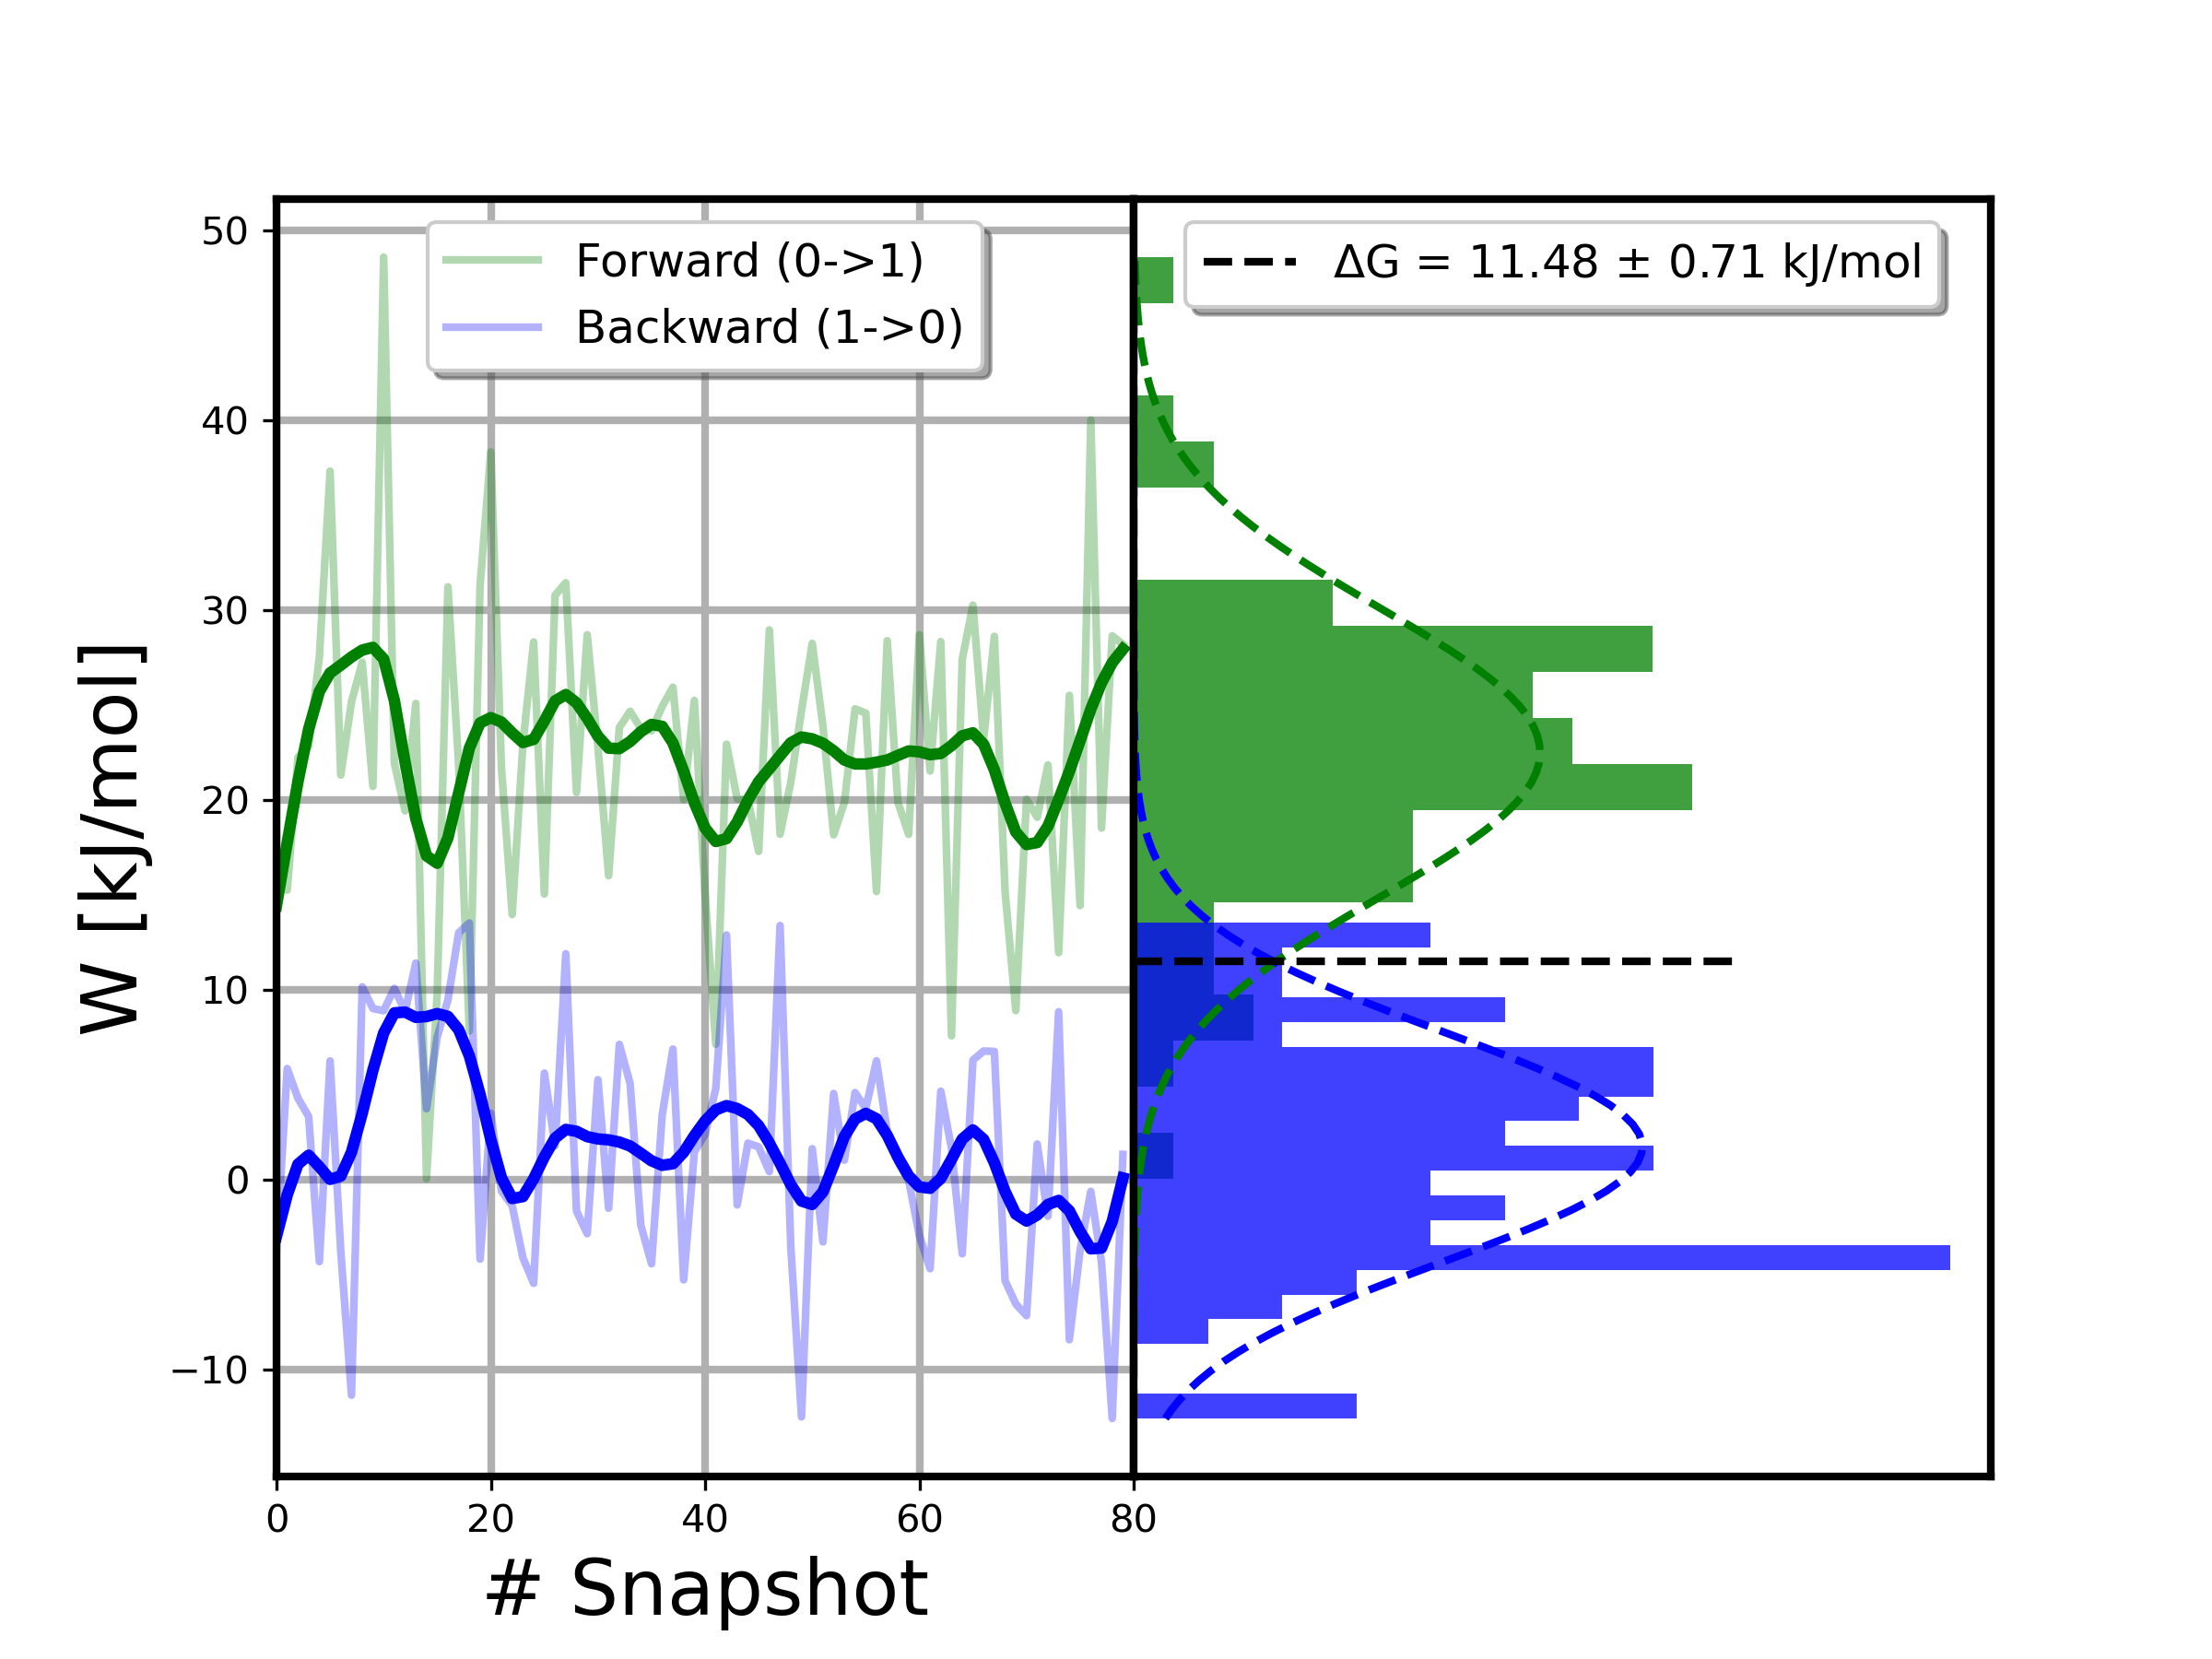 50
40
30
20
10
0
−10
W [kJ/mol]
Forward (0->1)
Backward (1->0)
ΔG = 11.48 ± 0.71 kJ/mol
0 20 40 60 80
# Snapshot